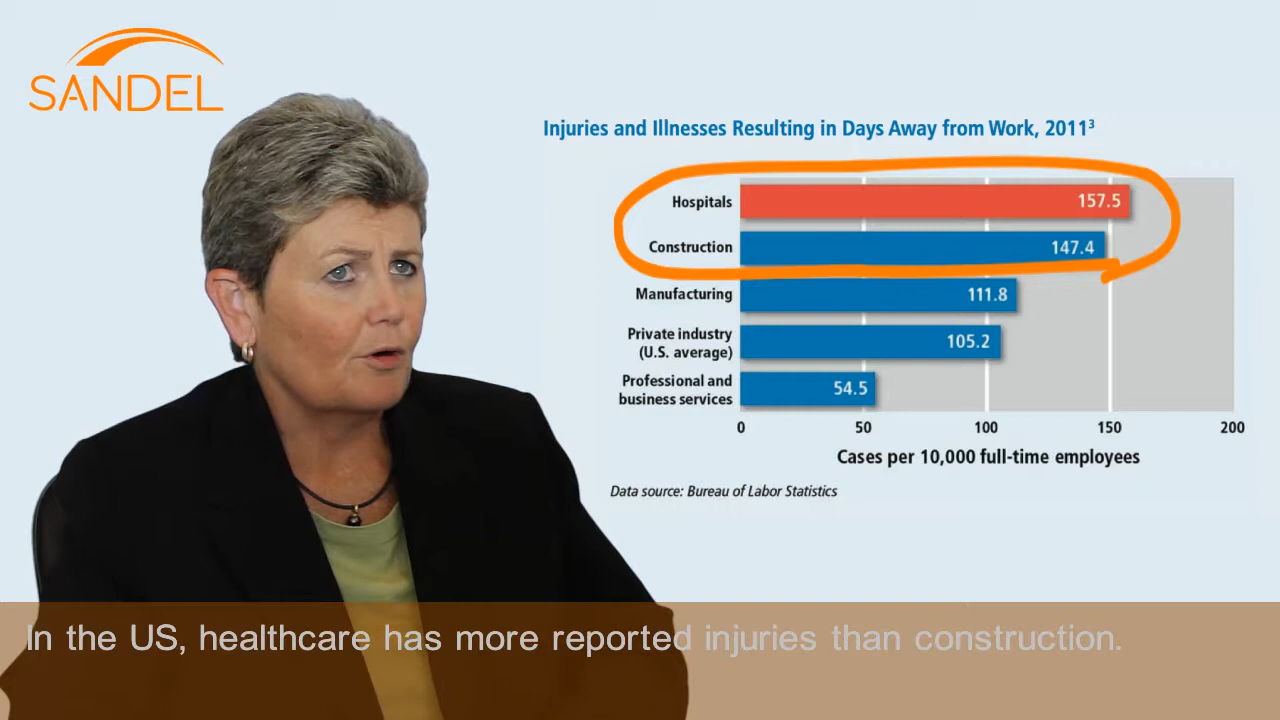 SANDEL
Injuries and Illnesses Resulting in Days Away from Work, 2011³
Hospitals
157.5
Construction
147.4
Manufacturing
111.8
Private industry
(U.S. average)
105.2
Professional and
business services
54.5
0 50 100 150 200
Cases per 10,000 full-time employees
Data source: Bureau of Labor Statistics
In the US, healthcare has more reported injuries than construction.